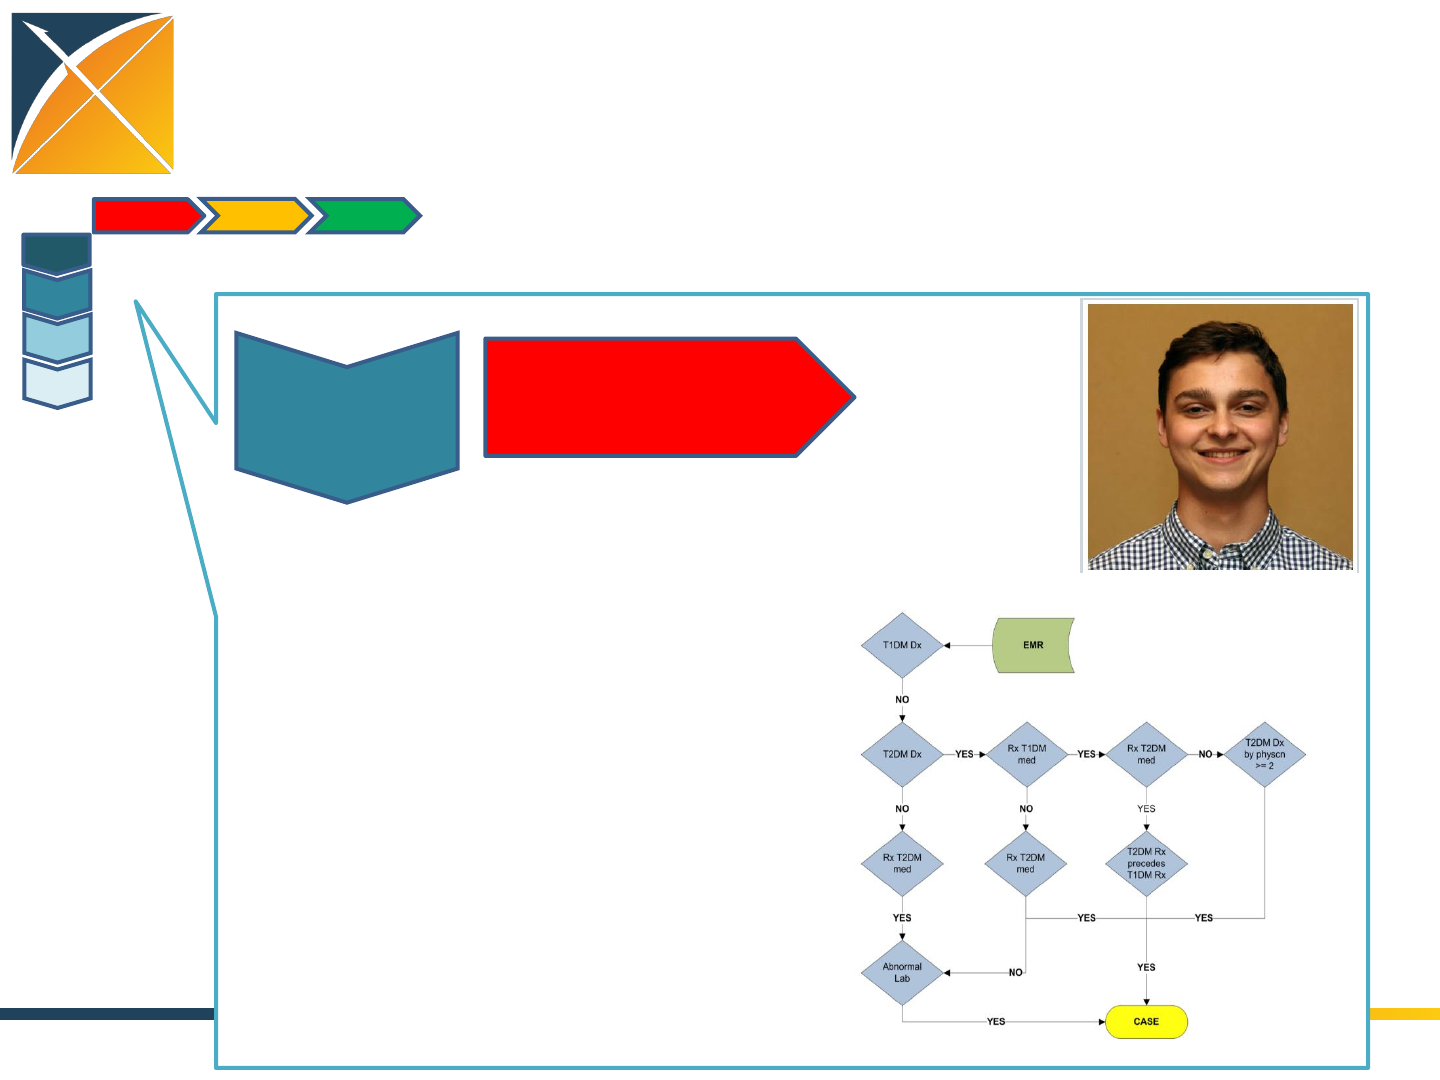 T1DM Dx
EMR
NO
T2DM Dx
YES
Rx T1DM
med
YES
Rx T2DM
med
NO
T2DM Dx
by physcn
>= 2
NO
NO
YES
Rx T2DM
med
Rx T2DM
med
T2DM Rx
precedes
T1DM Rx
YES
YES
YES
Abnormal
Lab
NO
YES
YES
CASE